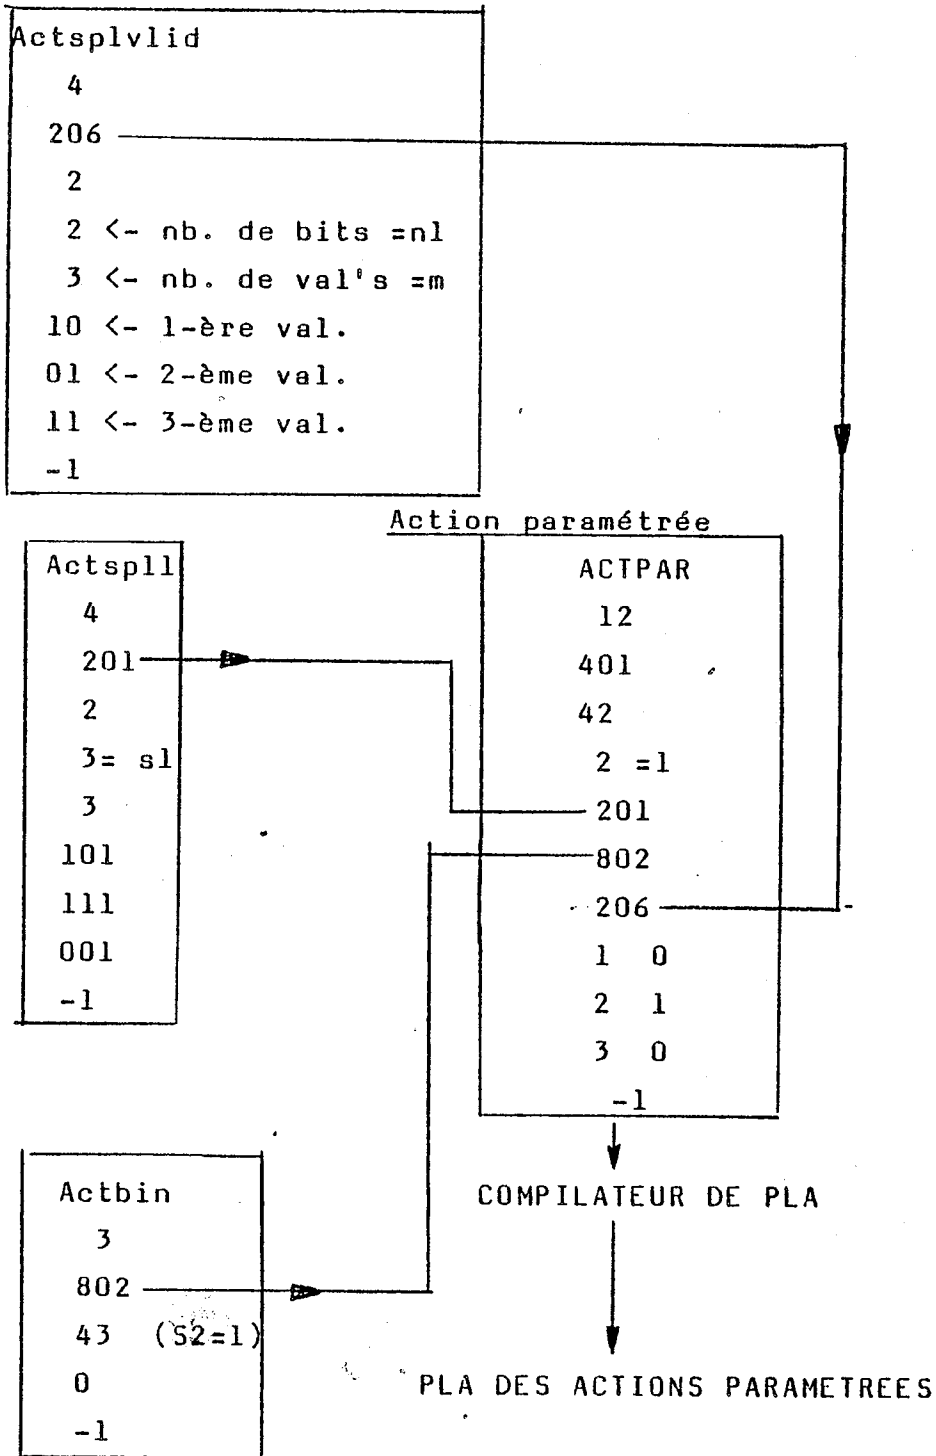 Actsplvlid
4
206
2
2 <- nb. de bits =nl
3 <- nb. de val's =m
10 <- 1-ère val.
01 <- 2-ème val.
11 <- 3-ème val.
-1
Action paramétrée
Actspll
4
201
2
3= sl
3
101
111
001
-1
ACTPAR
12
401
42
2 =l
201
802
206
1 0
2 1
3 0
-1
Actbin
3
802
43 (S2=1)
0
-1
COMPILATEUR DE PLA
PLA DES ACTIONS PARAMETREES